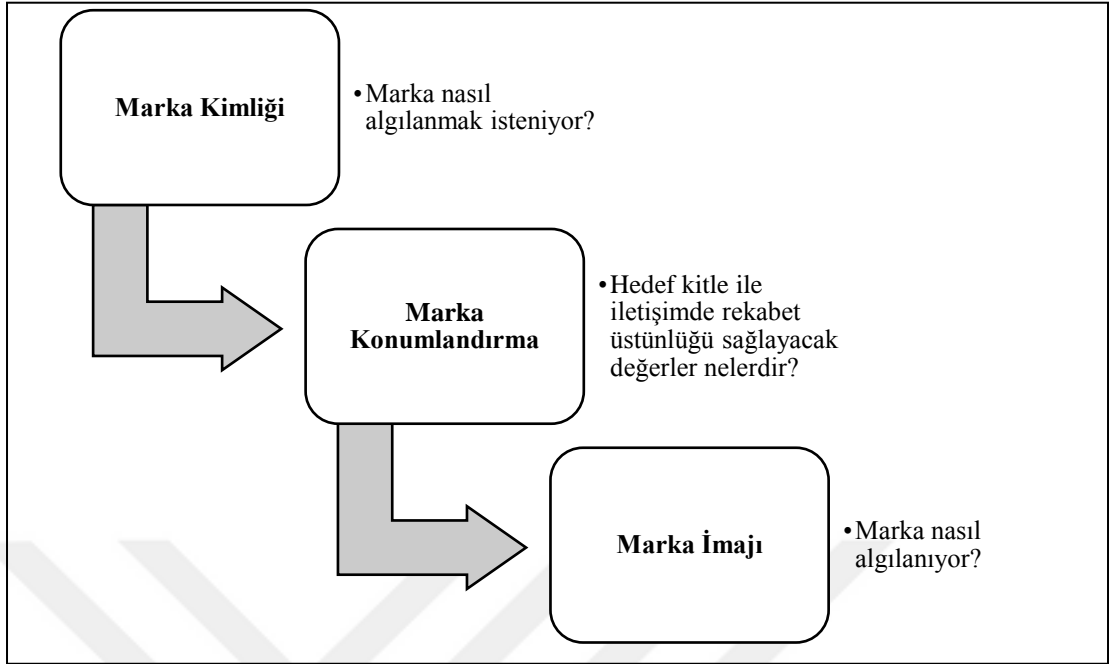 Marka Kimliği
•Marka nasıl
algılanmak isteniyor?
Marka
Konumlandırma
•Hedef kitle ile
iletişimde rekabet
üstünlüğü sağlayacak
değerler nelerdir?
Marka İmajı
•Marka nasıl
algılanıyor?